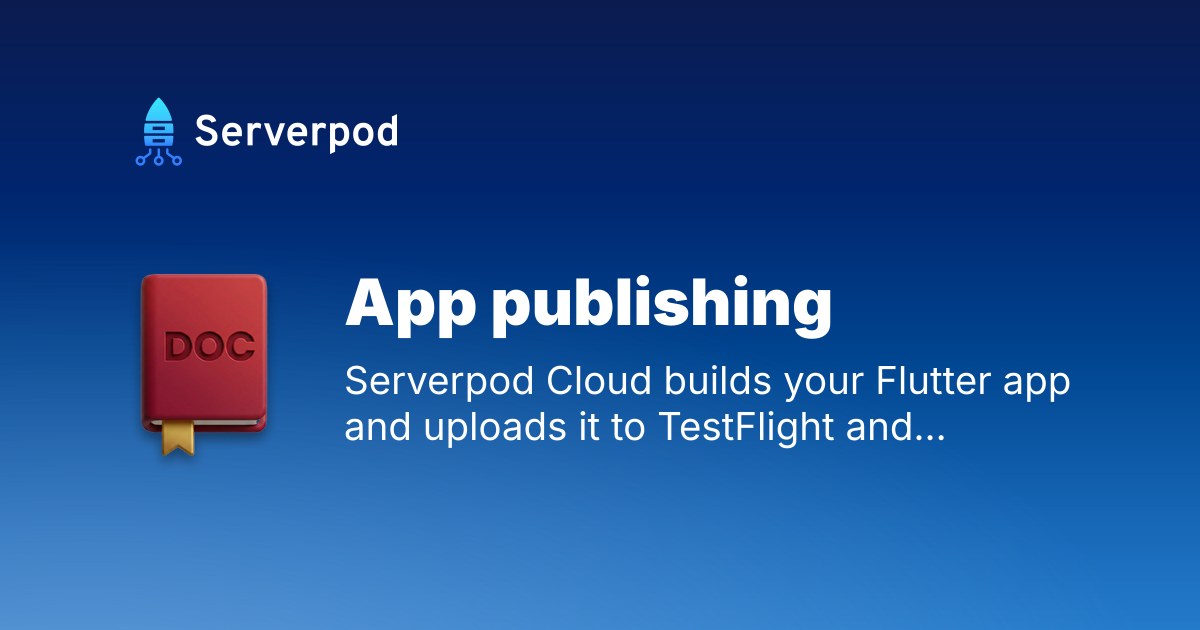 Serverpod
DOC
App publishing
Serverpod Cloud builds your Flutter app
and uploads it to TestFlight and...